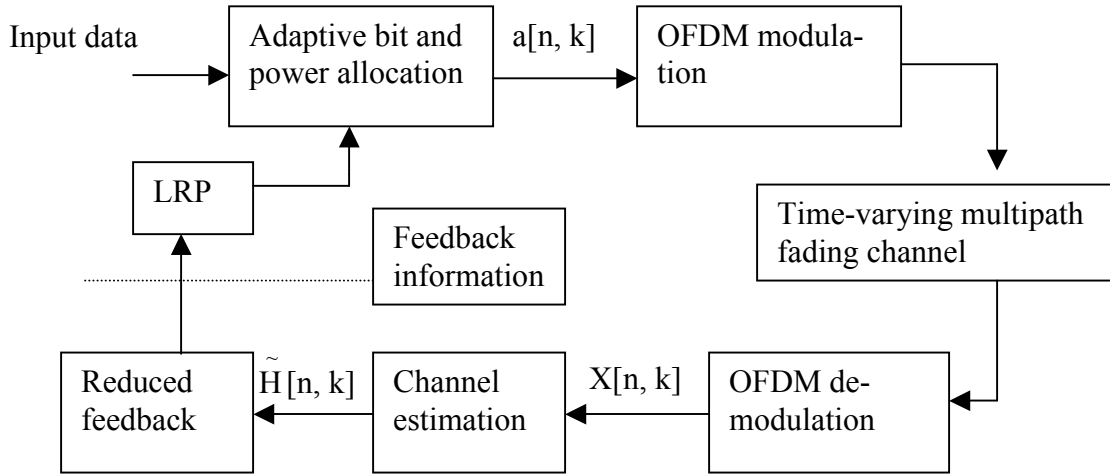 Input data
Adaptive bit and
power allocation
a[n, k]
OFDM modula-
tion
LRP
Feedback
information
Time-varying multipath
fading channel
Reduced
feedback
H̃[n, k]
Channel
estimation
X[n, k]
OFDM de-
modulation